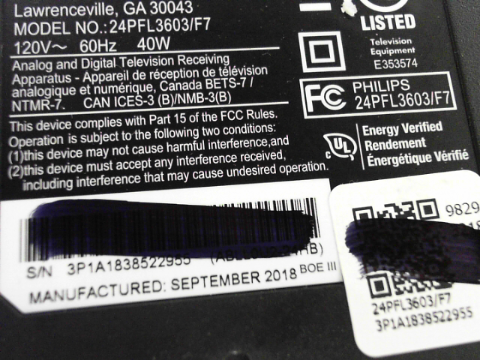 Lawrenceville, GA 30043
MODEL NO.:24PFL3603/F7
120V~ 60Hz 40W
Analog and Digital Television Receiving
Apparatus - Appareil de réception de télévision
analogique et numérique, Canada BETS-7 /
NTMR-7. CAN ICES-3 (B)/NMB-3(B)
This device complies with Part 15 of the FCC Rules.
Operation is subject to the following two conditions:
(1)this device may not cause harmful interference,and
(2)this device must accept any interference received,
including interference that may cause undesired operation.
LISTED
Television
Equipment
E353574
FC PHILIPS
24PFL3603/F7
UL
Energy Verified
Rendement
Énergétique Vérifié
S/N 3P1A1838522955
MANUFACTURED: SEPTEMBER 2018 BOE III
9829
24PFL3603/F7
3P1A1838522955